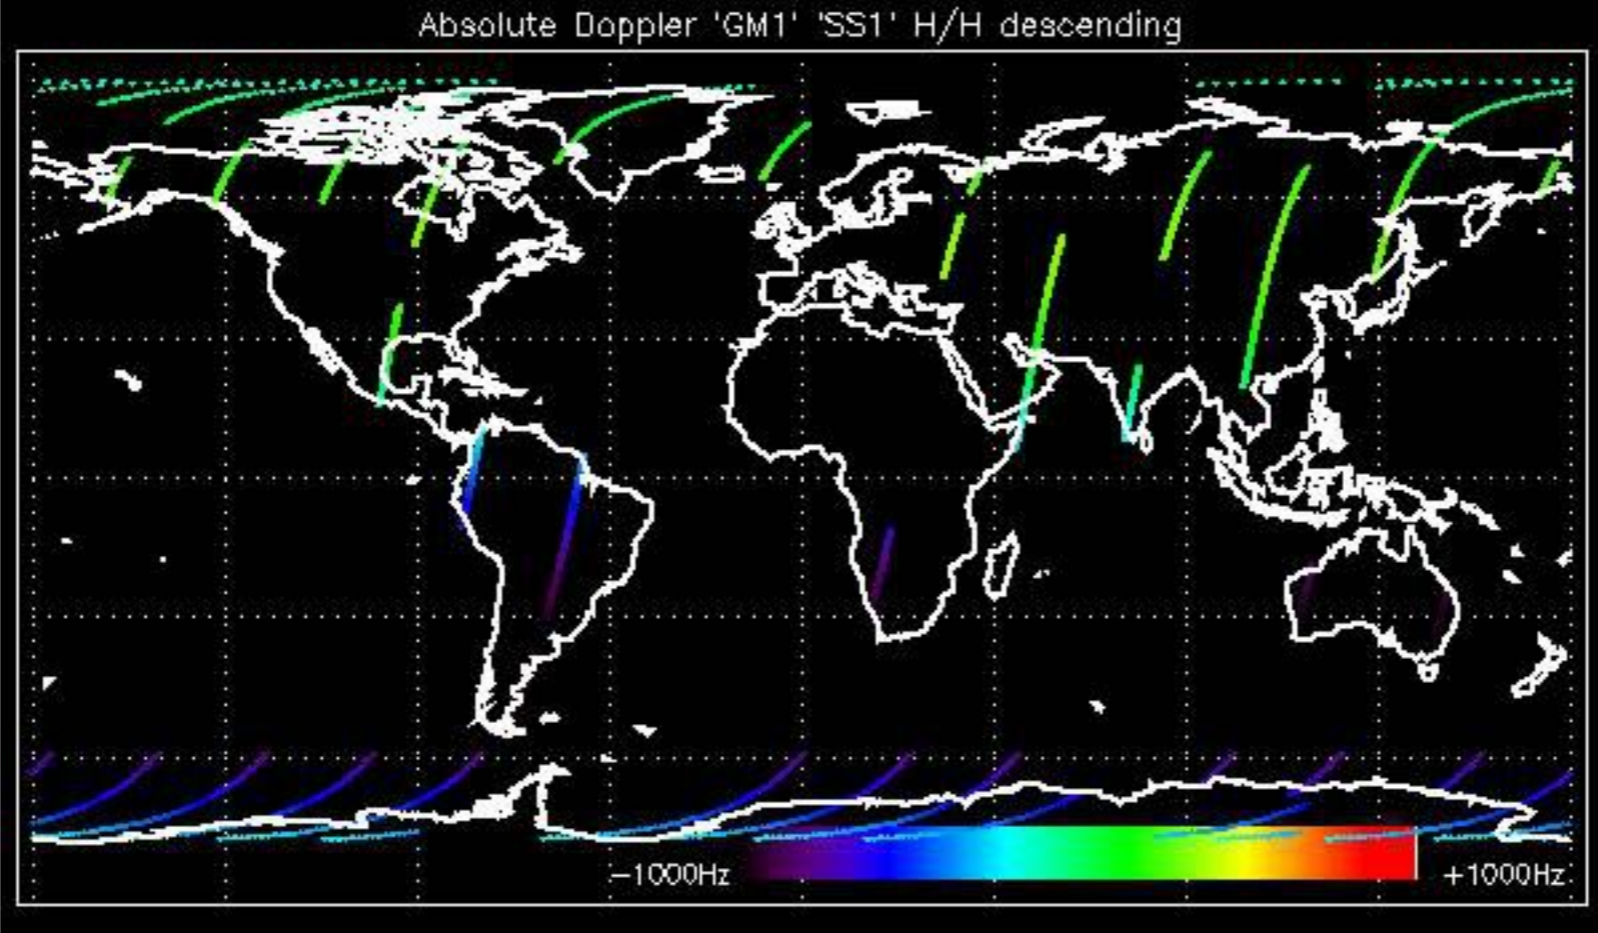 Absolute Doppler 'GM1' 'SS1' H/H descending
−1000Hz
+1000Hz